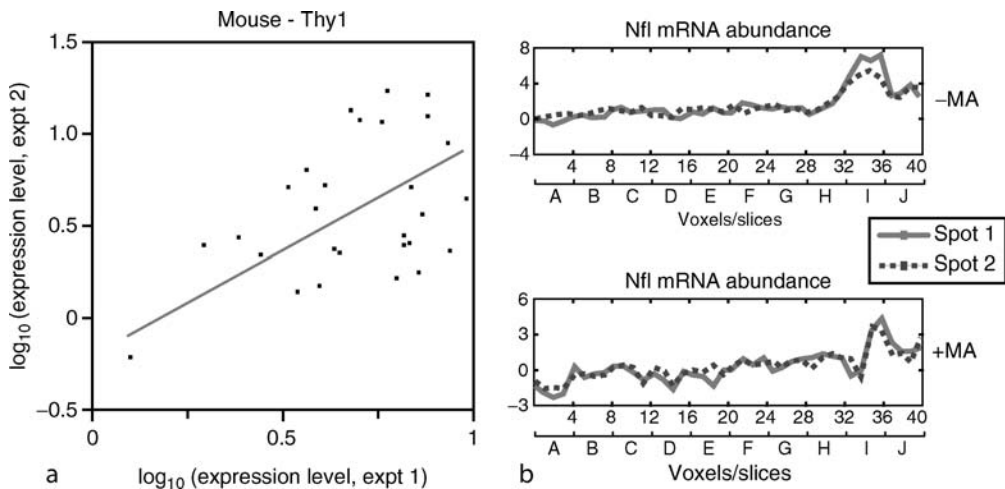 Mouse - Thy1
1.5
1.0
0.5
0
−0.5
log10 (expression level, expt 2)
0
0.5
1
log10 (expression level, expt 1)
a
Nfl mRNA abundance
8
4
0
−4
−MA
4 8 12 16 20 24 28 32 36 40
A B C D E F G H I J
Voxels/slices
Spot 1
Spot 2
Nfl mRNA abundance
6
3
0
−3
+MA
4 8 12 16 20 24 28 32 36 40
A B C D E F G H I J
Voxels/slices
b